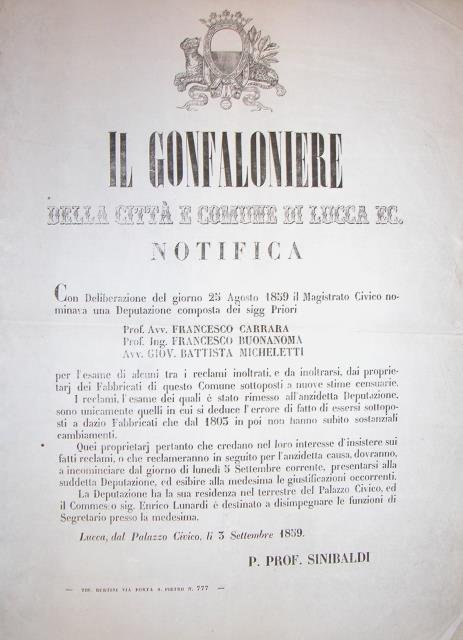 IL GONFALONIERE
DELLA CITTÀ E COMUNE DI LUCCA EC.
NOTIFICA
Con Deliberazione del giorno 25 Agosto 1859 il Magistrato Civico no-
minava una Deputazione composta dei sigg Priori
Prof. Avv. FRANCESCO CARRARA
Prof. Ing. FRANCESCO BUONANOMA
Avv. GIOV. BATTISTA MICHELETTI
per l'esame di alcuni tra i reclami inoltrati, e da inoltrarsi, dai proprie-
tarj dei Fabbricati di questo Comune sottoposti a nuove stime censuarie.
I reclami, l'esame dei quali è stato rimesso all'anzidetta Deputazione,
sono unicamente quelli in cui si deduce l'errore di fatto di essersi sottopo-
sti a dazio Fabbricati che dal 1803 in poi non hanno subito sostanziali
cambiamenti.
Quei proprietarj pertanto che credano nel loro interesse d'insistere sui
fatti reclami, o che reclameranno in seguito per l'anzidetta causa, dovranno,
a incominciare dal giorno di lunedì 5 Settembre corrente, presentarsi alla
suddetta Deputazione, ed esibire alla medesima le giustificazioni occorrenti.
La Deputazione ha la sua residenza nel terrestre del Palazzo Civico, ed
il Commesso sig. Enrico Lunardi è destinato a disimpegnare le funzioni di
Segretario presso la medesima.
Lucca, dal Palazzo Civico, li 3 Settembre 1859.
P. PROF. SINIBALDI
— TIP. BERTINI VIA PORTA S. PIETRO N. 777 —